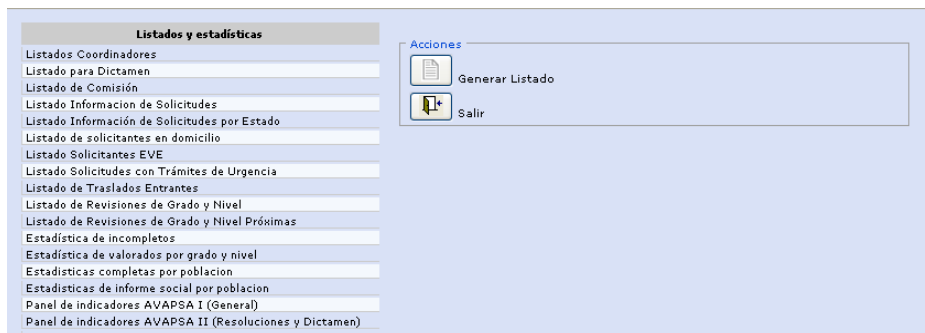 Listados y estadísticas
Listados Coordinadores
Listado para Dictamen
Listado de Comisión
Listado Informacion de Solicitudes
Listado Información de Solicitudes por Estado
Listado de solicitantes en domicilio
Listado Solicitantes EVE
Listado Solicitudes con Trámites de Urgencia
Listado de Traslados Entrantes
Listado de Revisiones de Grado y Nivel
Listado de Revisiones de Grado y Nivel Próximas
Estadística de incompletos
Estadística de valorados por grado y nivel
Estadisticas completas por poblacion
Estadisticas de informe social por poblacion
Panel de indicadores AVAPSA I (General)
Panel de indicadores AVAPSA II (Resoluciones y Dictamen)
Acciones
Generar Listado
Salir